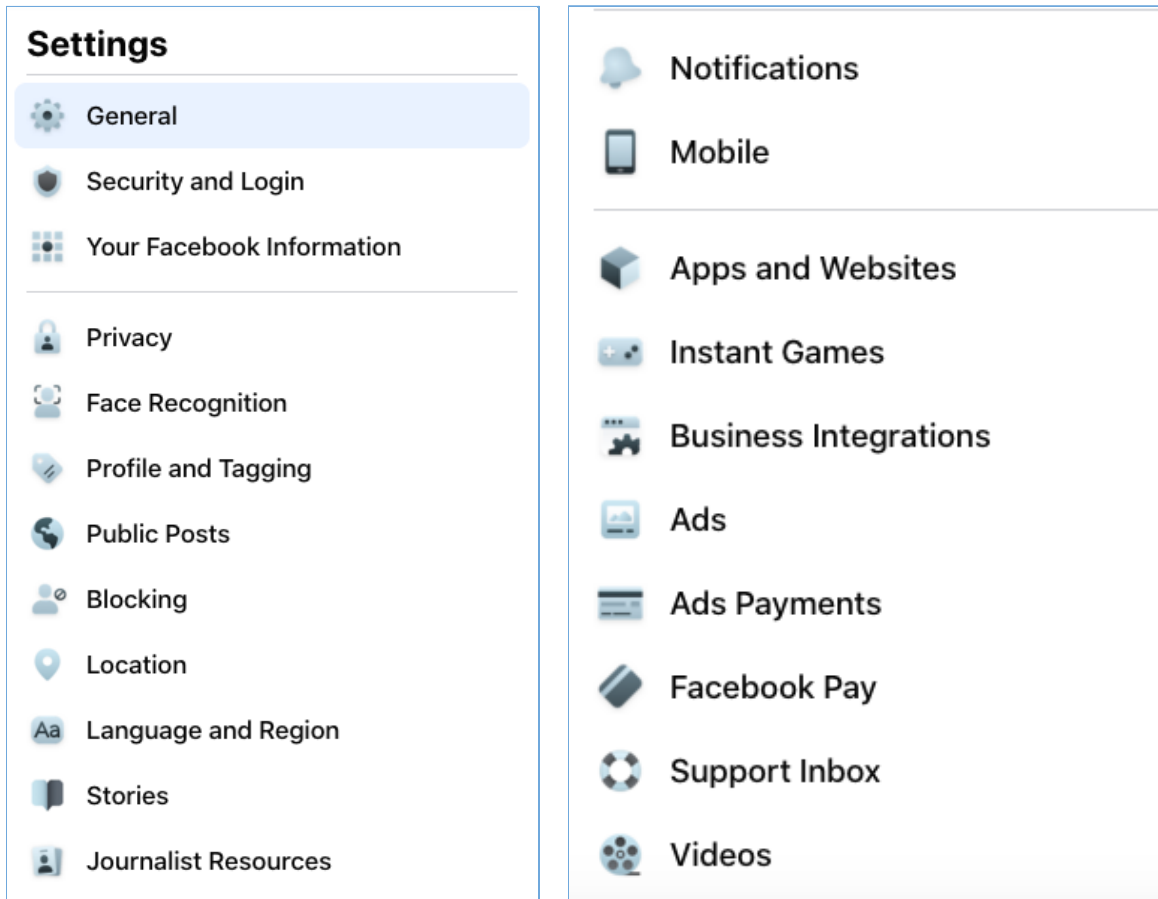 Settings
General
Security and Login
Your Facebook Information
Privacy
Face Recognition
Profile and Tagging
Public Posts
Blocking
Location
Aa Language and Region
Stories
Journalist Resources
Notifications
Mobile
Apps and Websites
Instant Games
Business Integrations
Ads
Ads Payments
Facebook Pay
Support Inbox
Videos